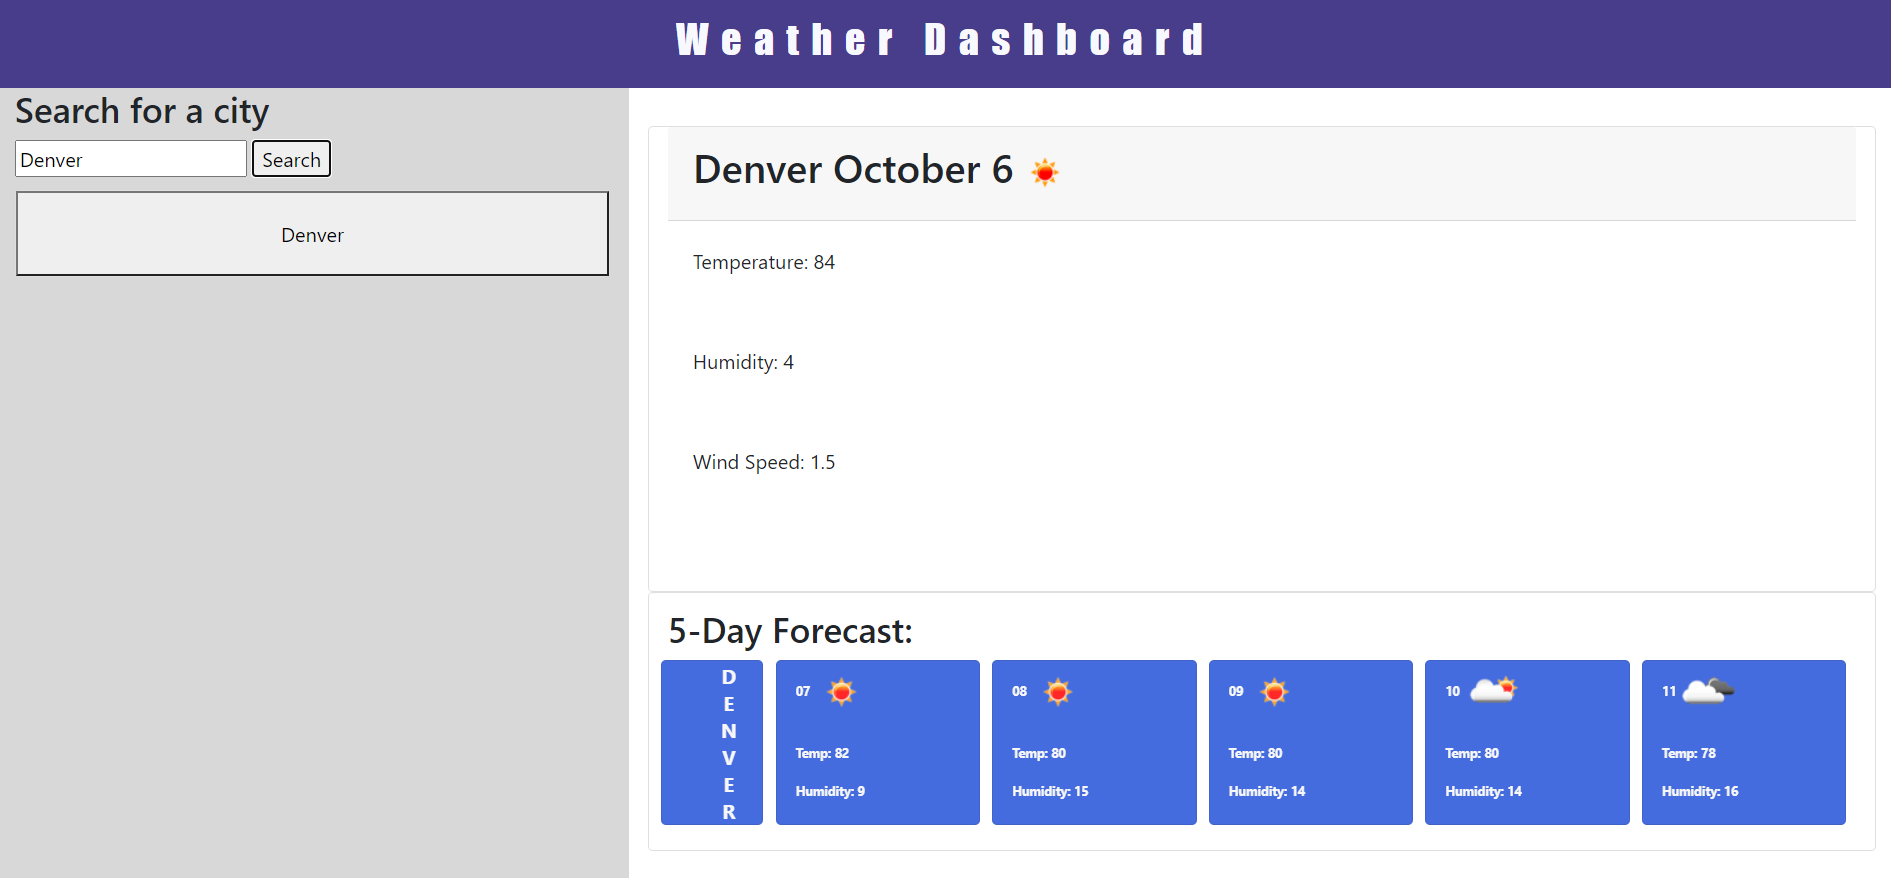 Weather Dashboard
Search for a city
Denver Search
Denver
Denver October 6
Temperature: 84
Humidity: 4
Wind Speed: 1.5
5-Day Forecast:
D
E
N
V
E
R
07
Temp: 82
Humidity: 9
08
Temp: 80
Humidity: 15
09
Temp: 80
Humidity: 14
10
Temp: 80
Humidity: 14
11
Temp: 78
Humidity: 16